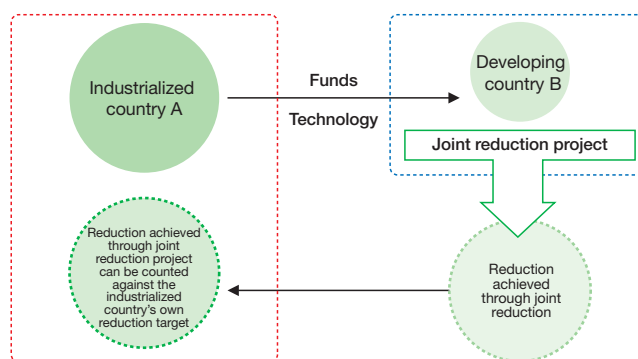 Industrialized
country A
Funds
Technology
Developing
country B
Joint reduction project
Reduction achieved
through joint
reduction project
can be counted
against the
industrialized
country's own
reduction target
Reduction
achieved
through joint
reduction